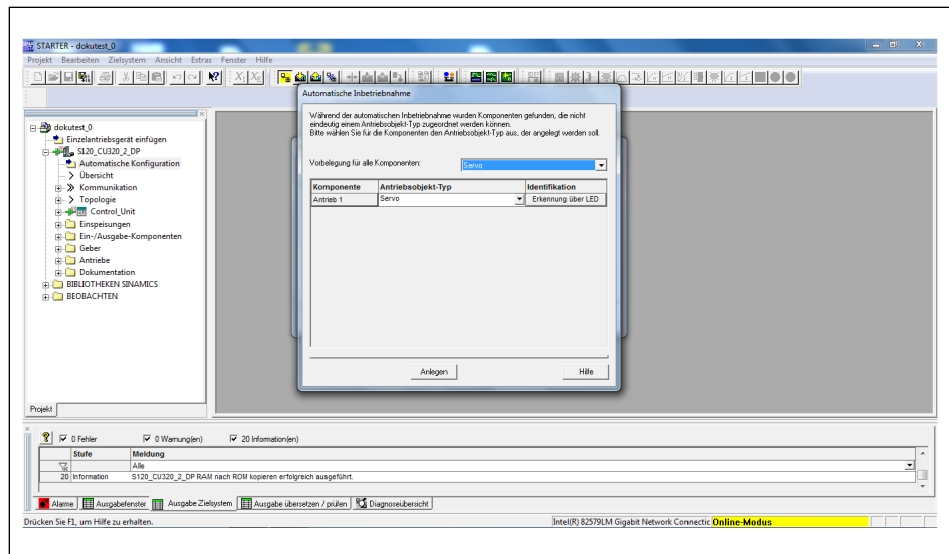 STARTER - dokutest_0
Projekt Bearbeiten Zielsystem Ansicht Extras Fenster Hilfe
Automatische Inbetriebnahme
Während der automatischen Inbetriebnahme wurden Komponenten gefunden, die nicht
eindeutig einem Antriebsobjekt-Typ zugeordnet werden können.
Bitte wählen Sie für die Komponenten den Antriebsobjekt-Typ aus, der angelegt werden soll.
Vorbelegung für alle Komponenten:
Servo
Komponente Antriebsobjekt-Typ Identifikation
Antrieb 1 Servo Erkennung über LED
Anlegen Hilfe
dokutest_0
Einzelantriebsgerät einfügen
S120_CU320_2_DP
Automatische Konfiguration
Übersicht
Kommunikation
Topologie
Control_Unit
Einspeisungen
Ein-/Ausgabe-Komponenten
Geber
Antriebe
Dokumentation
BIBLIOTHEKEN SINAMICS
BEOBACHTEN
Projekt
0 Fehler 0 Warnung(en) 20 Information(en)
Stufe Meldung
Alle
20 Information S120_CU320_2_DP RAM nach ROM kopieren erfolgreich ausgeführt.
Alarme Ausgabefenster Ausgabe Zielsystem Ausgabe übersetzen / prüfen Diagnoseübersicht
Drücken Sie F1, um Hilfe zu erhalten. Intel(R) 82579LM Gigabit Network Connectic Online-Modus